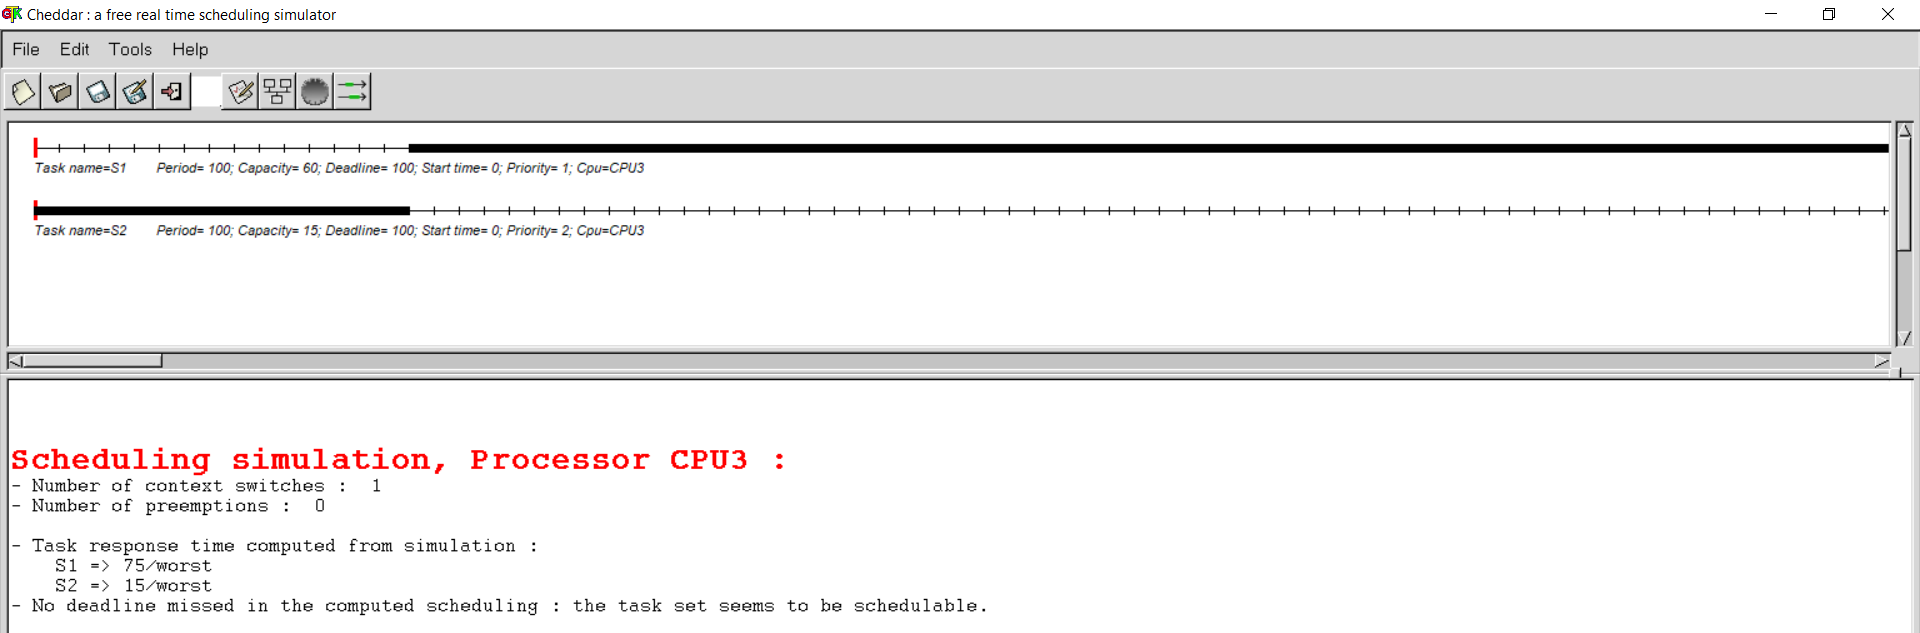 Cheddar : a free real time scheduling simulator
File Edit Tools Help
Task name=S1 Period= 100; Capacity= 60; Deadline= 100; Start time= 0; Priority= 1; Cpu=CPU3
Task name=S2 Period= 100; Capacity= 15; Deadline= 100; Start time= 0; Priority= 2; Cpu=CPU3
Scheduling simulation, Processor CPU3 :
- Number of context switches : 1
- Number of preemptions : 0
- Task response time computed from simulation :
S1 => 75/worst
S2 => 15/worst
- No deadline missed in the computed scheduling : the task set seems to be schedulable.